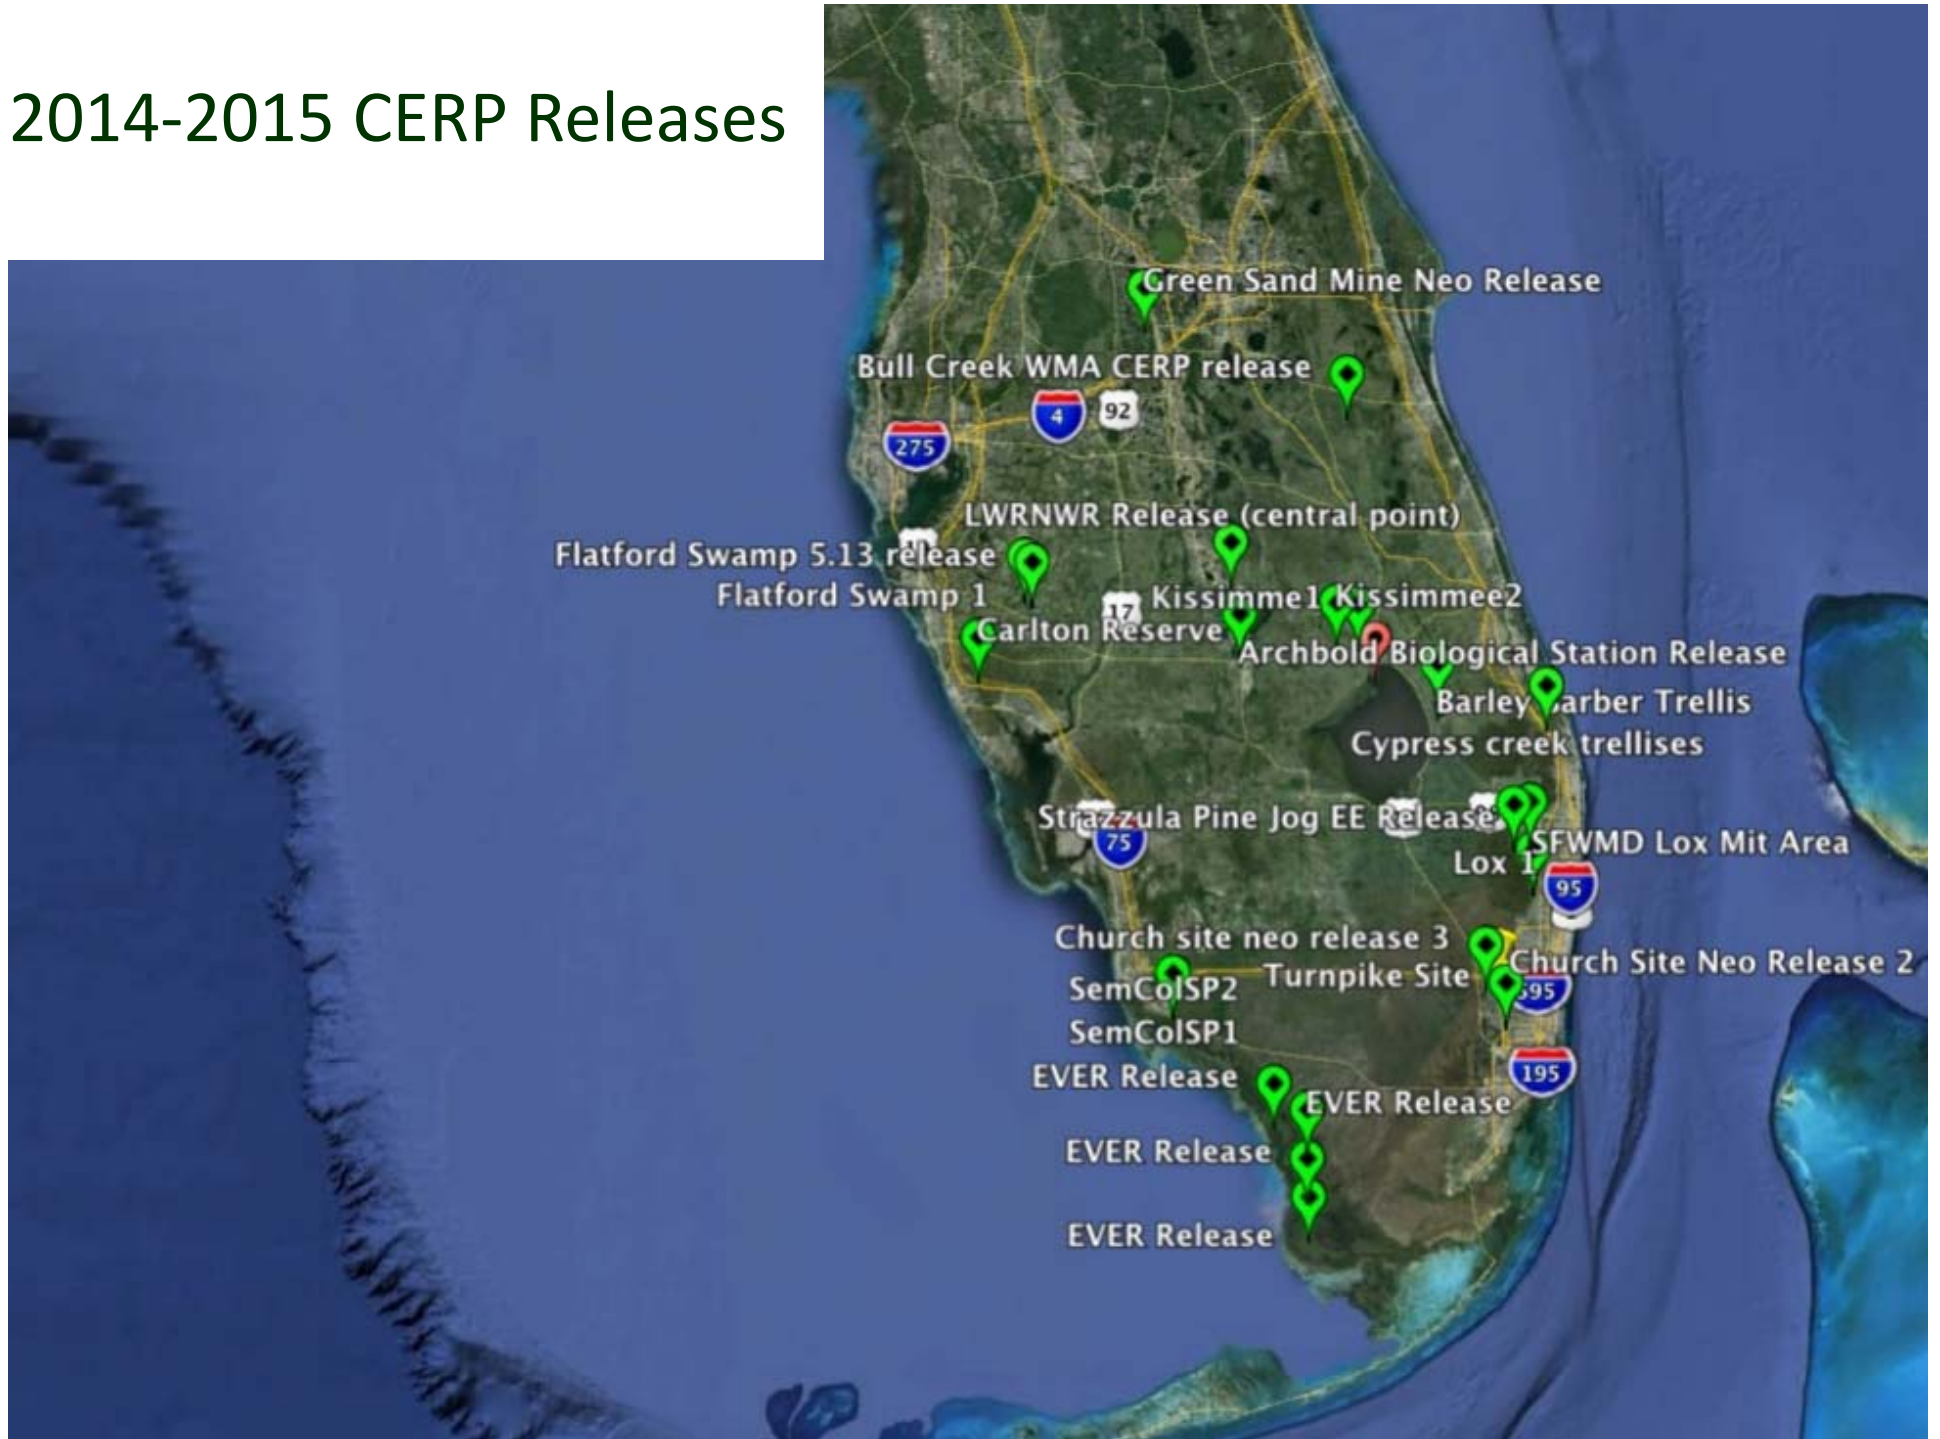 2014-2015 CERP Releases
Green Sand Mine Neo Release
Bull Creek WMA CERP release
4
92
275
LWRNWR Release (central point)
Flatford Swamp 5.13 release
Flatford Swamp 1
17
Kissimme1
Kissimmee2
Carlton Reserve
Archbold Biological Station Release
Barley Barber Trellis
Cypress creek trellises
Strazzula Pine Jog EE Release
75
SFWMD Lox Mit Area
Lox 1
95
Church site neo release 3
Church Site Neo Release 2
Turnpike Site
SemColSP2
595
SemColSP1
195
EVER Release
EVER Release
EVER Release
EVER Release